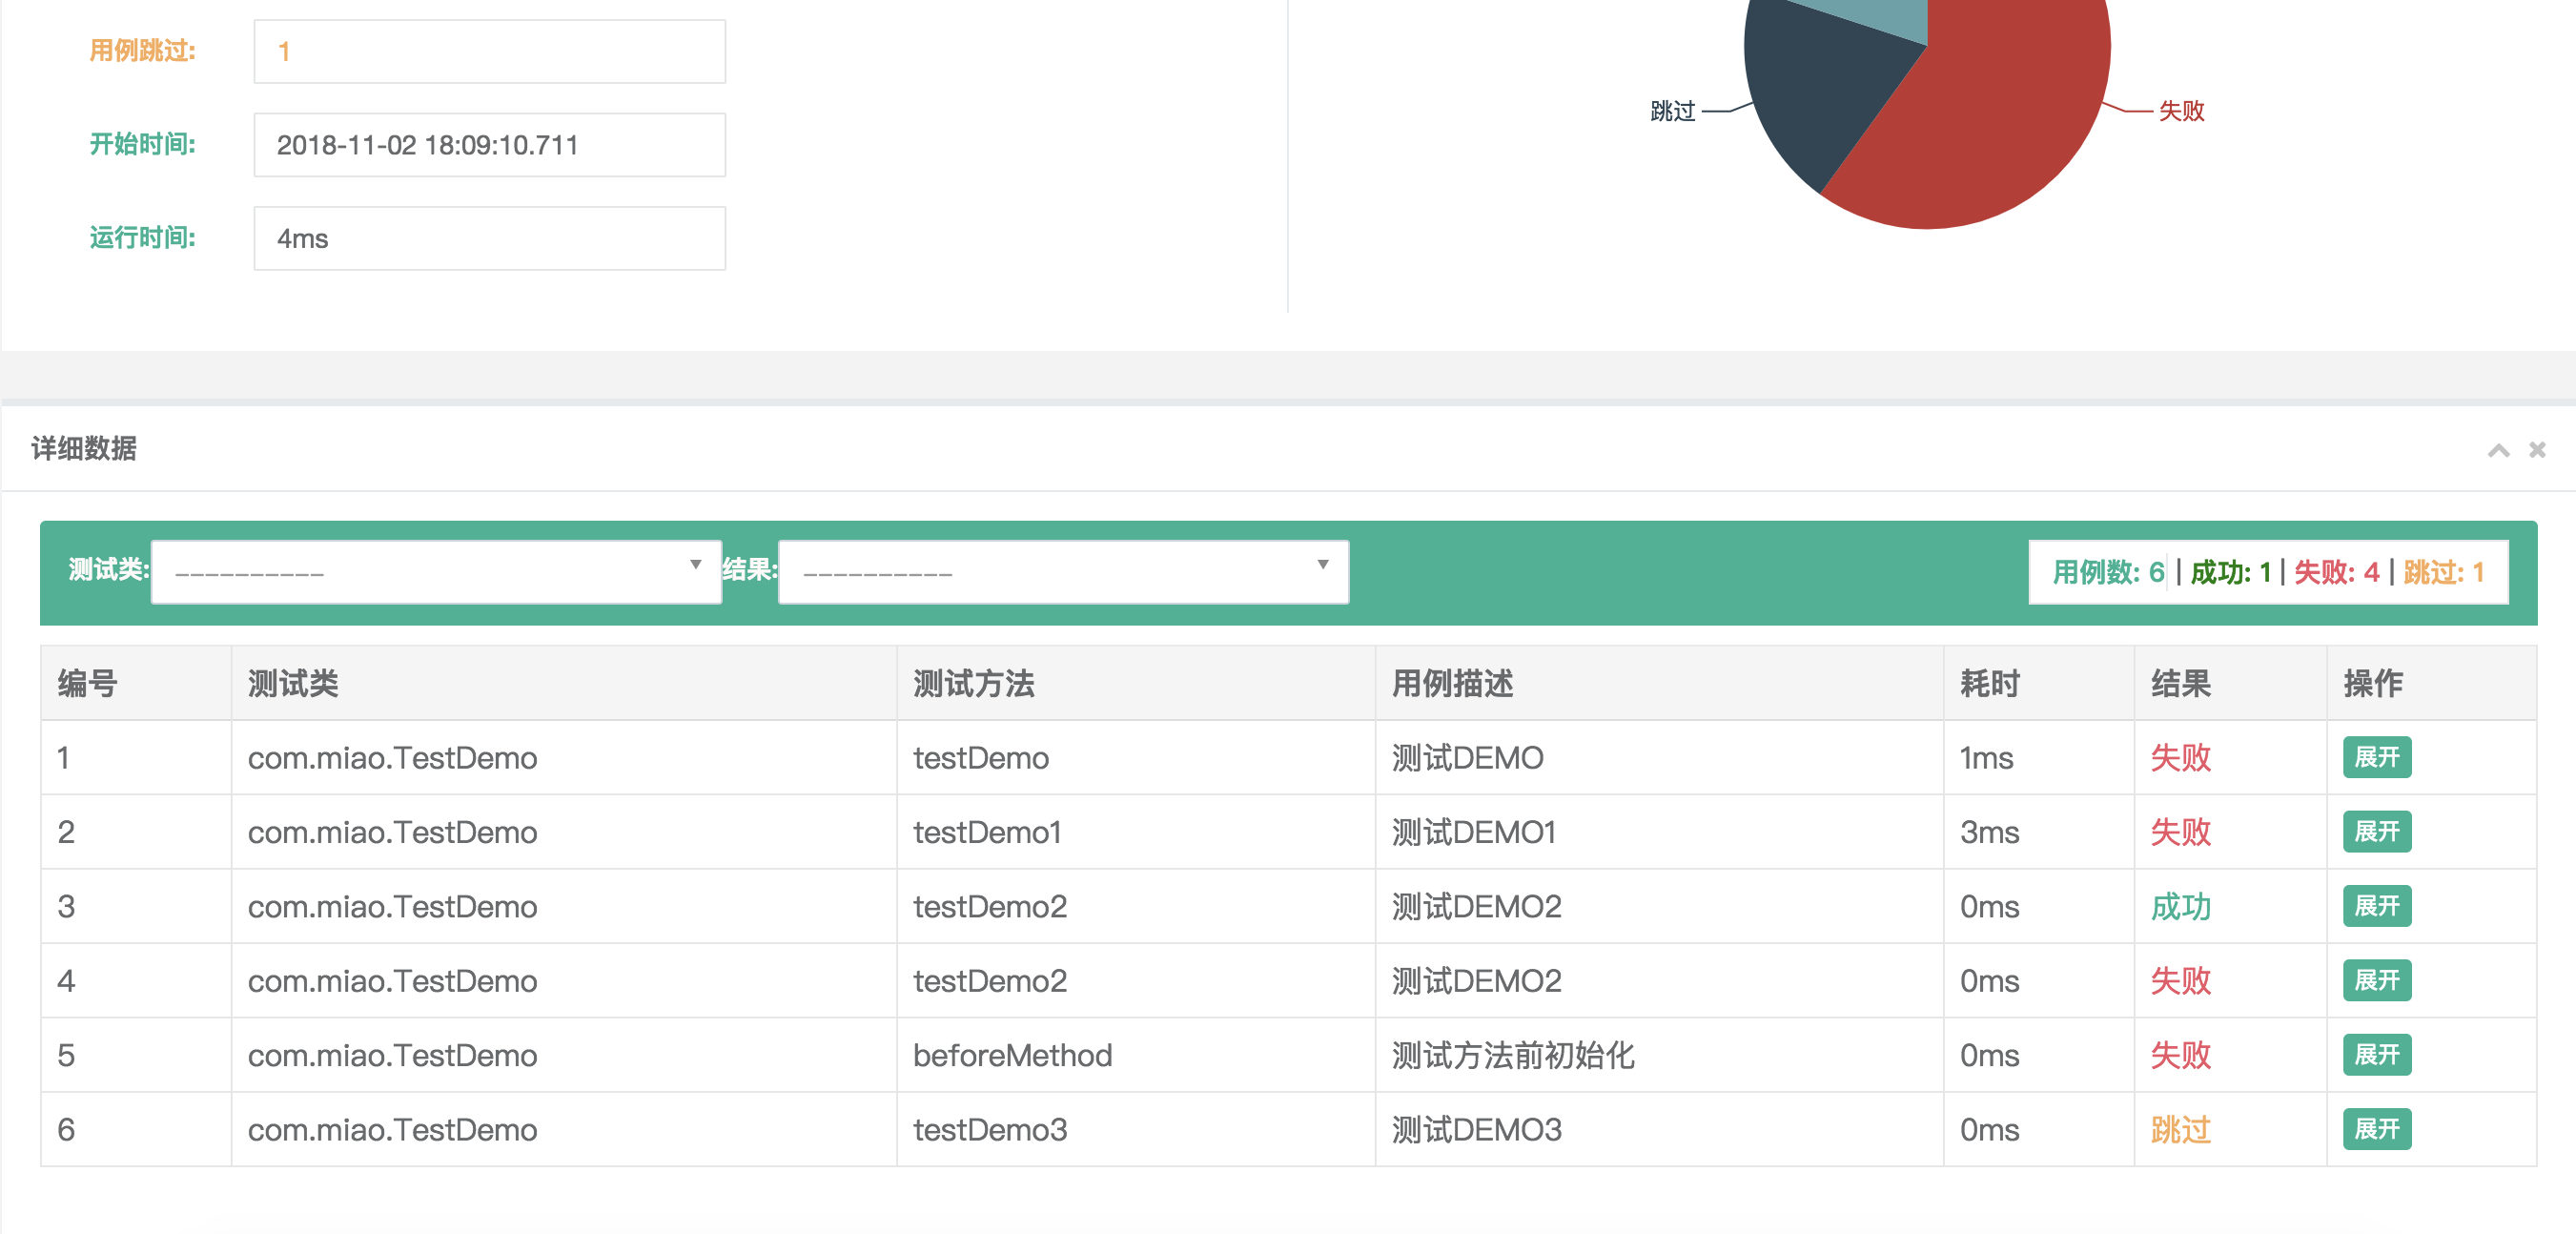 用例跳过: 1
跳过 失败
开始时间: 2018-11-02 18:09:10.711
运行时间: 4ms
详细数据
测试类: __________ 结果: __________ 用例数: 6 | 成功: 1 | 失败: 4 | 跳过: 1
编号 测试类 测试方法 用例描述 耗时 结果 操作
1 com.miao.TestDemo testDemo 测试DEMO 1ms 失败 展开
2 com.miao.TestDemo testDemo1 测试DEMO1 3ms 失败 展开
3 com.miao.TestDemo testDemo2 测试DEMO2 0ms 成功 展开
4 com.miao.TestDemo testDemo2 测试DEMO2 0ms 失败 展开
5 com.miao.TestDemo beforeMethod 测试方法前初始化 0ms 失败 展开
6 com.miao.TestDemo testDemo3 测试DEMO3 0ms 跳过 展开